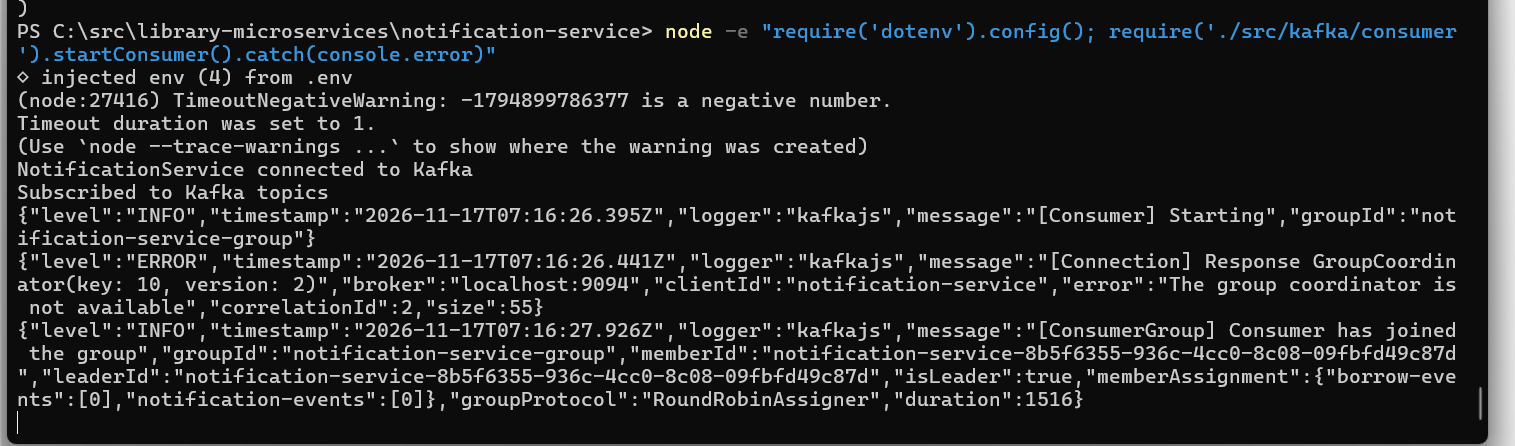 )
PS C:\src\library-microservices\notification-service> node -e "require('dotenv').config(); require('./src/kafka/consumer
').startConsumer().catch(console.error)"
◇ injected env (4) from .env
(node:27416) TimeoutNegativeWarning: -1794899786377 is a negative number.
Timeout duration was set to 1.
(Use `node --trace-warnings ...` to show where the warning was created)
NotificationService connected to Kafka
Subscribed to Kafka topics
{"level":"INFO","timestamp":"2026-11-17T07:16:26.395Z","logger":"kafkajs","message":"[Consumer] Starting","groupId":"not
ification-service-group"}
{"level":"ERROR","timestamp":"2026-11-17T07:16:26.441Z","logger":"kafkajs","message":"[Connection] Response GroupCoordin
ator(key: 10, version: 2)","broker":"localhost:9094","clientId":"notification-service","error":"The group coordinator is
 not available","correlationId":2,"size":55}
{"level":"INFO","timestamp":"2026-11-17T07:16:27.926Z","logger":"kafkajs","message":"[ConsumerGroup] Consumer has joined
 the group","groupId":"notification-service-group","memberId":"notification-service-8b5f6355-936c-4cc0-8c08-09fbfd49c87d
","leaderId":"notification-service-8b5f6355-936c-4cc0-8c08-09fbfd49c87d","isLeader":true,"memberAssignment":{"borrow-eve
nts":[0],"notification-events":[0]},"groupProtocol":"RoundRobinAssigner","duration":1516}